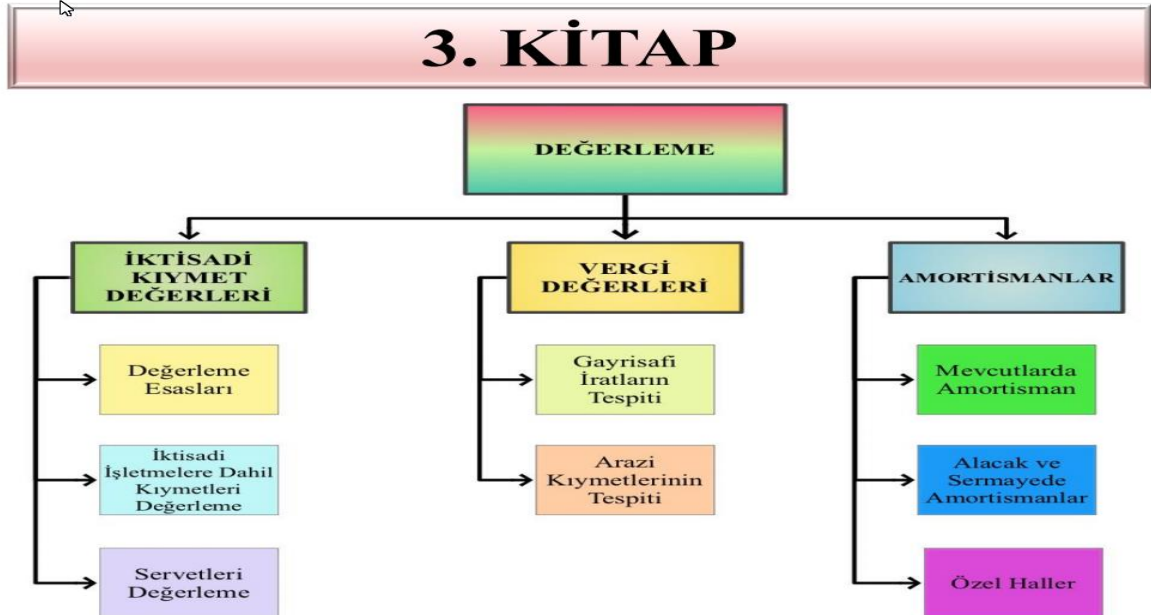 3. KİTAP
DEĞERLEME
İKTİSADİ
KIYMET
DEĞERLERİ
Değerleme
Esasları
İktisadi
İşletmelere Dahil
Kıymetleri
Değerleme
Servetleri
Değerleme
VERGİ
DEĞERLERİ
Gayrisafi
İratların
Tespiti
Arazi
Kıymetlerinin
Tespiti
AMORTİSMANLAR
Mevcutlarda
Amortisman
Alacak ve
Sermayede
Amortismanlar
Özel Haller